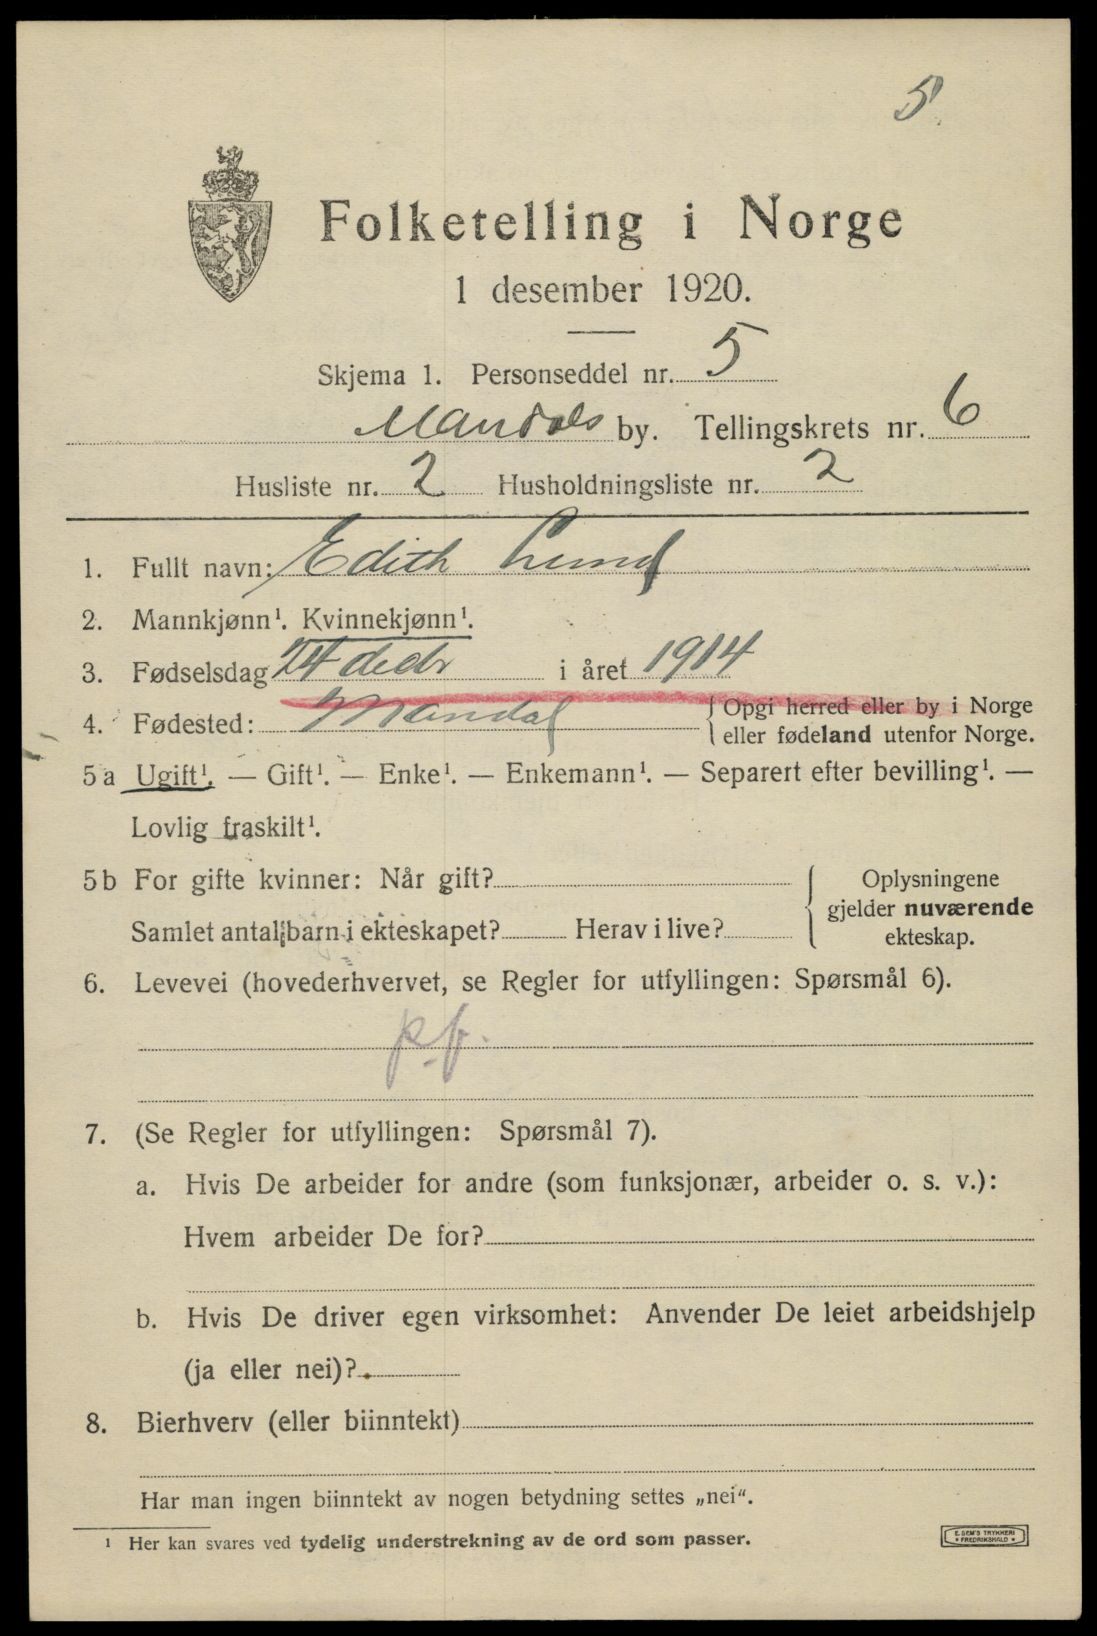 5
Folketelling i Norge
1 desember 1920.
Skjema 1. Personseddel nr. 5
Mandals by. Tellingskrets nr. 6
Husliste nr. 2 Husholdningsliste nr. 2
1. Fullt navn: Edith Lund
2. Mannkjønn¹. Kvinnekjønn¹.
3. Fødselsdag 24 decbr i året 1914
4. Fødested: Mandal { Opgi herred eller by i Norge
eller fødeland utenfor Norge.
5a Ugift¹. — Gift¹. — Enke¹. — Enkemann¹. — Separert efter bevilling¹. —
Lovlig fraskilt¹.
5b For gifte kvinner: Når gift?
Samlet antal barn i ekteskapet? Herav i live?
Oplysningene
gjelder nuværende
ekteskap.
6. Levevei (hovederhvervet, se Regler for utfyllingen: Spørsmål 6).
p.f.
7. (Se Regler for utfyllingen: Spørsmål 7).
a. Hvis De arbeider for andre (som funksjonær, arbeider o. s. v.):
Hvem arbeider De for?
b. Hvis De driver egen virksomhet: Anvender De leiet arbeidshjelp
(ja eller nei)?
8. Bierhverv (eller biinntekt)
Har man ingen biinntekt av nogen betydning settes „nei“.
¹ Her kan svares ved tydelig understrekning av de ord som passer.
E. SEM'S TRYKKERI
FREDRIKSHALD